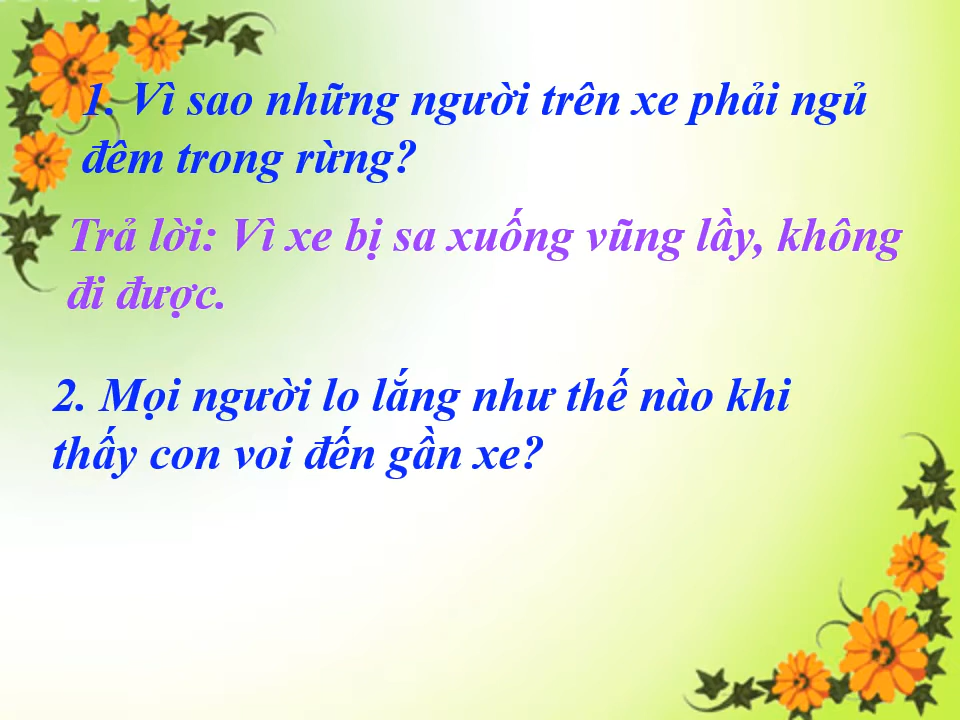 1. Vì sao những người trên xe phải ngủ
đêm trong rừng?
Trả lời: Vì xe bị sa xuống vũng lầy, không
đi được.
2. Mọi người lo lắng như thế nào khi
thấy con voi đến gần xe?